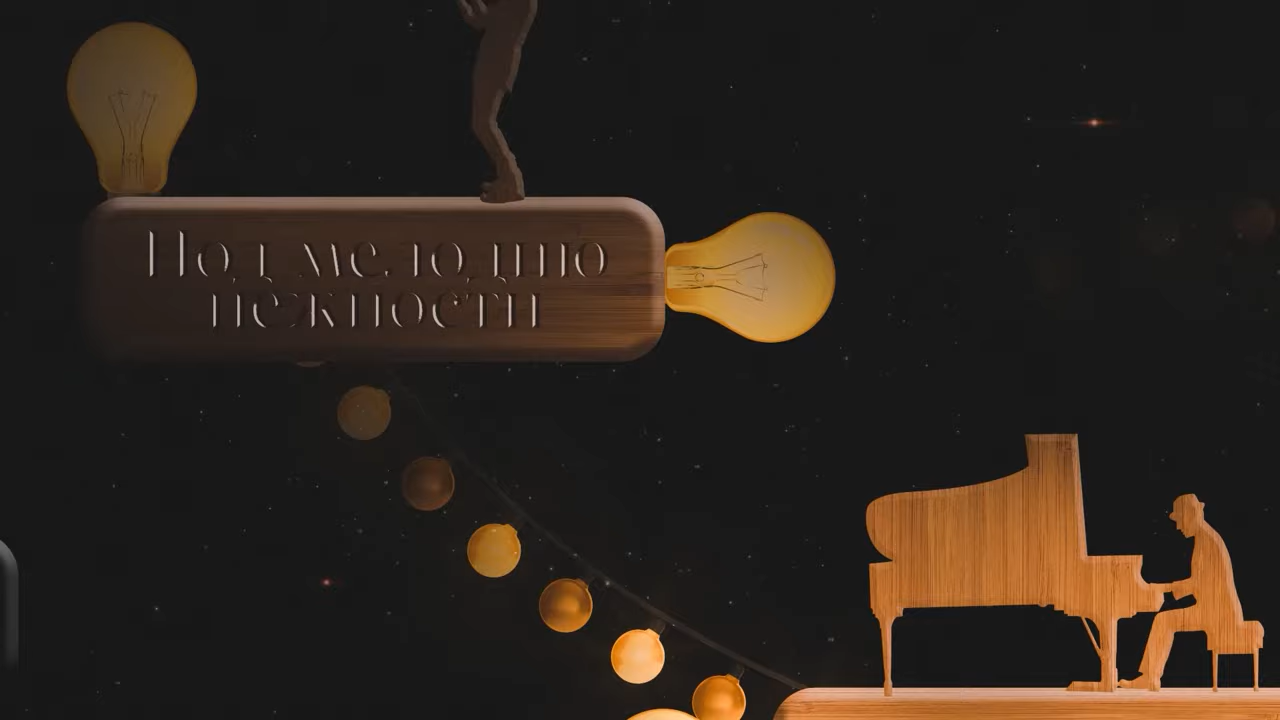 Под мелодию
нежности